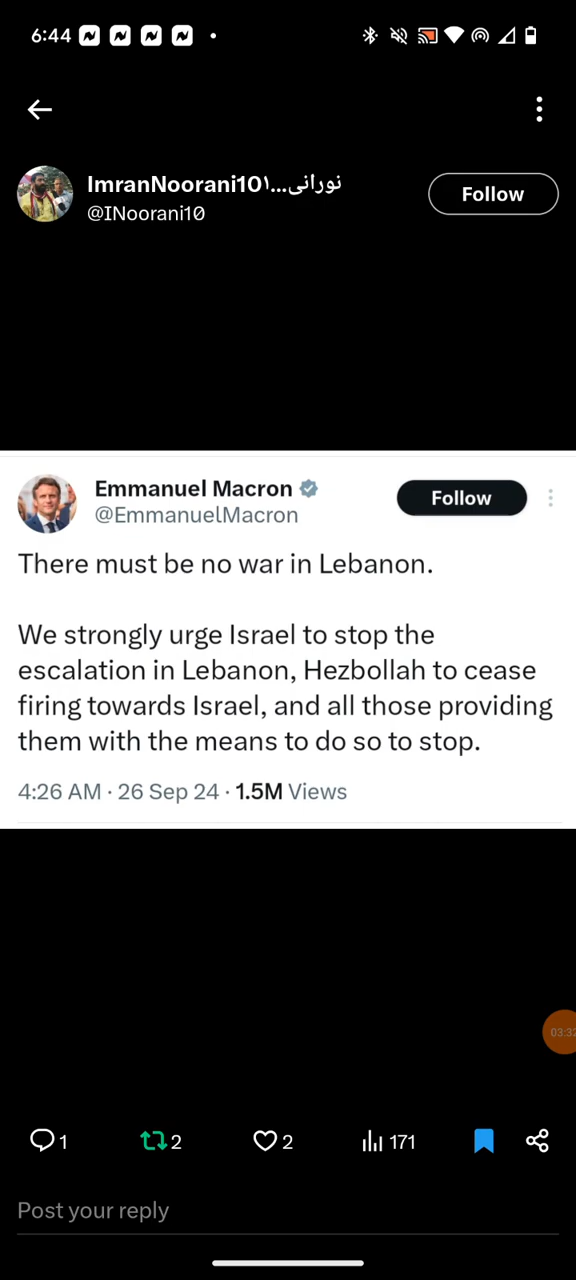 6:44
ImranNoorani10۱...نورانی
@INoorani10
Follow
Emmanuel Macron
@EmmanuelMacron
Follow
There must be no war in Lebanon.
We strongly urge Israel to stop the
escalation in Lebanon, Hezbollah to cease
firing towards Israel, and all those providing
them with the means to do so to stop.
4:26 AM · 26 Sep 24 · 1.5M Views
03:32
1
2
2
171
Post your reply